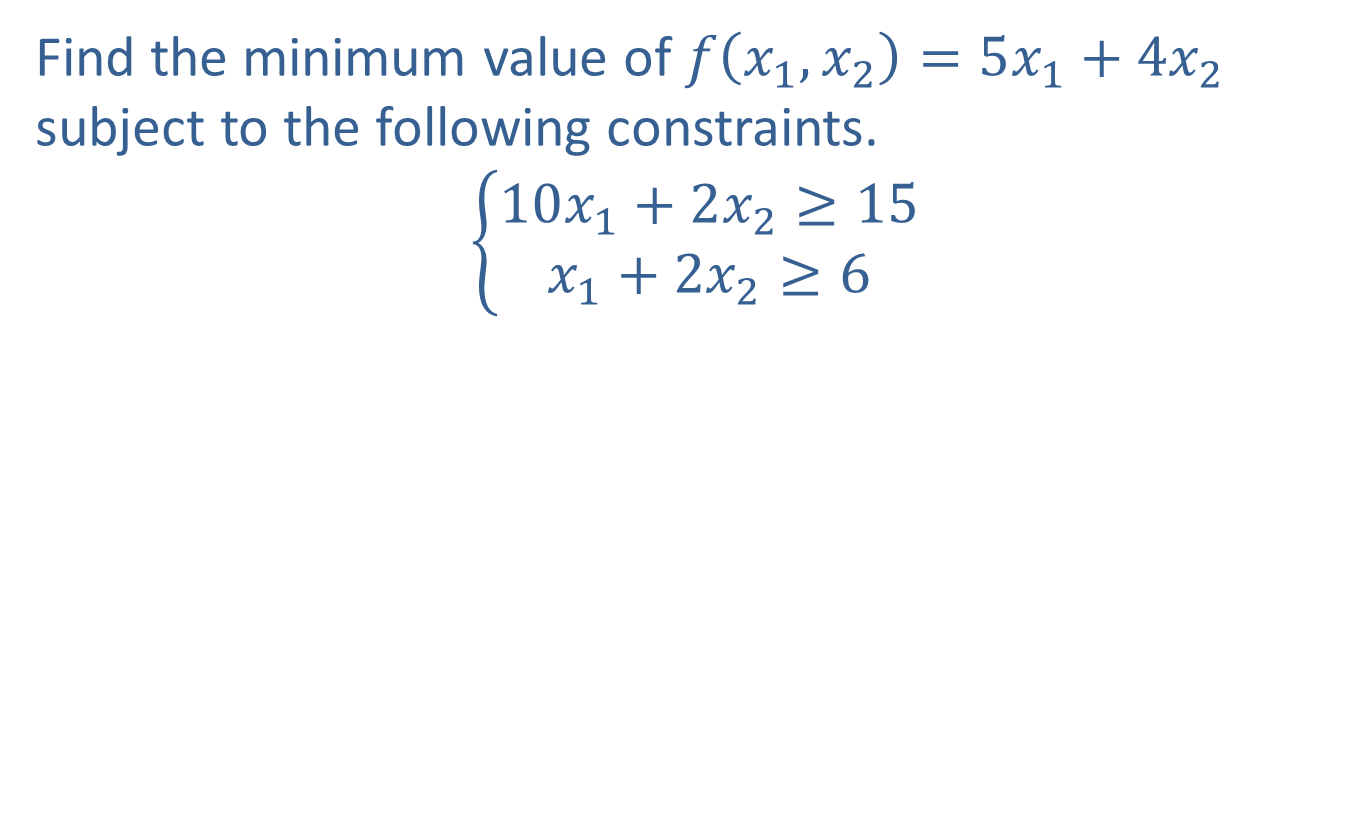 Find the minimum value of f(x₁, x₂) = 5x₁ + 4x₂
subject to the following constraints.
{10x₁ + 2x₂ ≥ 15
x₁ + 2x₂ ≥ 6